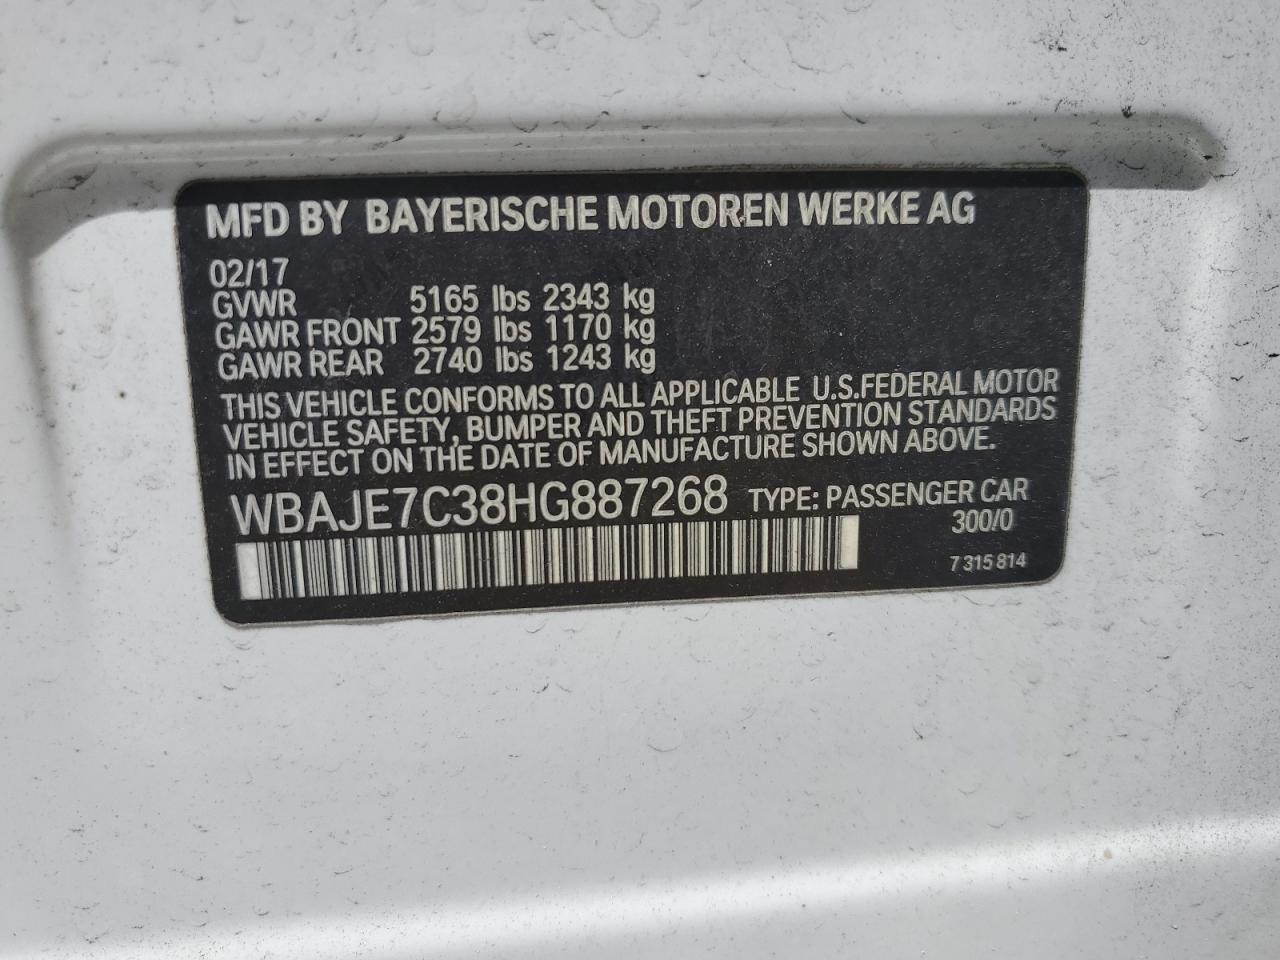 MFD BY BAYERISCHE MOTOREN WERKE AG
02/17
GVWR 5165 lbs 2343 kg
GAWR FRONT 2579 lbs 1170 kg
GAWR REAR 2740 lbs 1243 kg
THIS VEHICLE CONFORMS TO ALL APPLICABLE U.S.FEDERAL MOTOR
VEHICLE SAFETY, BUMPER AND THEFT PREVENTION STANDARDS
IN EFFECT ON THE DATE OF MANUFACTURE SHOWN ABOVE.
WBAJE7C38HG887268 TYPE: PASSENGER CAR
300/0
7 315 814